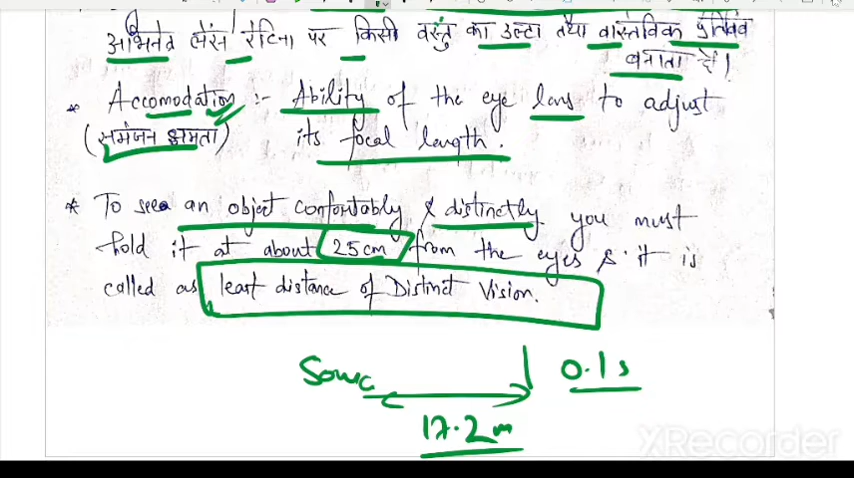 अभिनेत्र लेंस रेटिना पर किसी वस्तु का उल्टा तथा वास्तविक प्रतिबिंब
बनाता है।
* Accomodation :- Ability of the eye lens to adjust
(समंजन क्षमता) its focal length.
* To see an object confortably & distinctly you must
hold it at about 25cm from the eyes & it is
called as least distance of Distinct Vision.
0.1s
17.2m
XRecorder